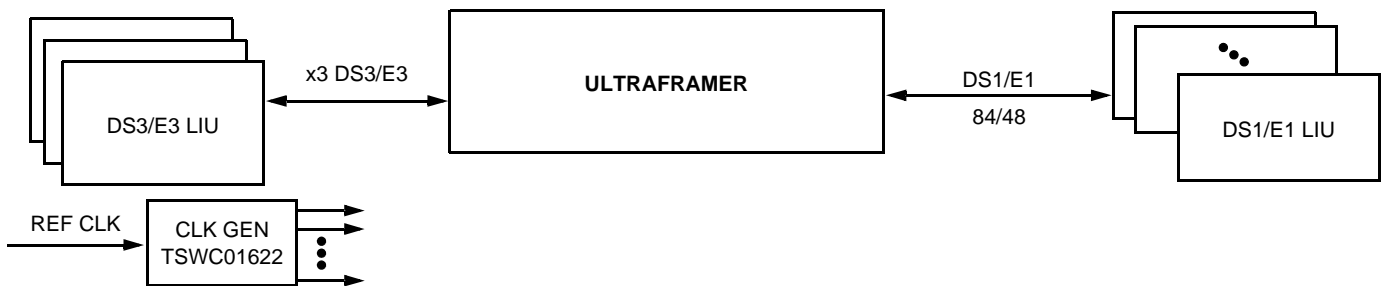 x3 DS3/E3
ULTRAFRAMER
DS1/E1
84/48
DS3/E3 LIU
DS1/E1 LIU
REF CLK
CLK GEN
TSWC01622